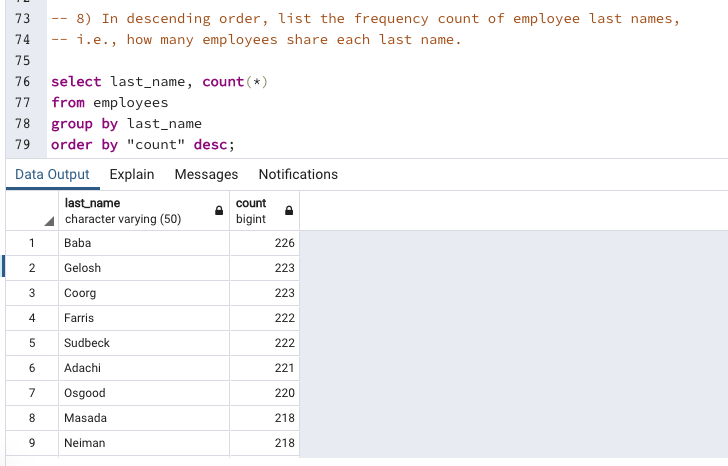 73 -- 8) In descending order, list the frequency count of employee last names,
74 -- i.e., how many employees share each last name.
75
76 select last_name, count(*)
77 from employees
78 group by last_name
79 order by "count" desc;
Data Output Explain Messages Notifications
last_name count
character varying (50) bigint
1 Baba 226
2 Gelosh 223
3 Coorg 223
4 Farris 222
5 Sudbeck 222
6 Adachi 221
7 Osgood 220
8 Masada 218
9 Neiman 218